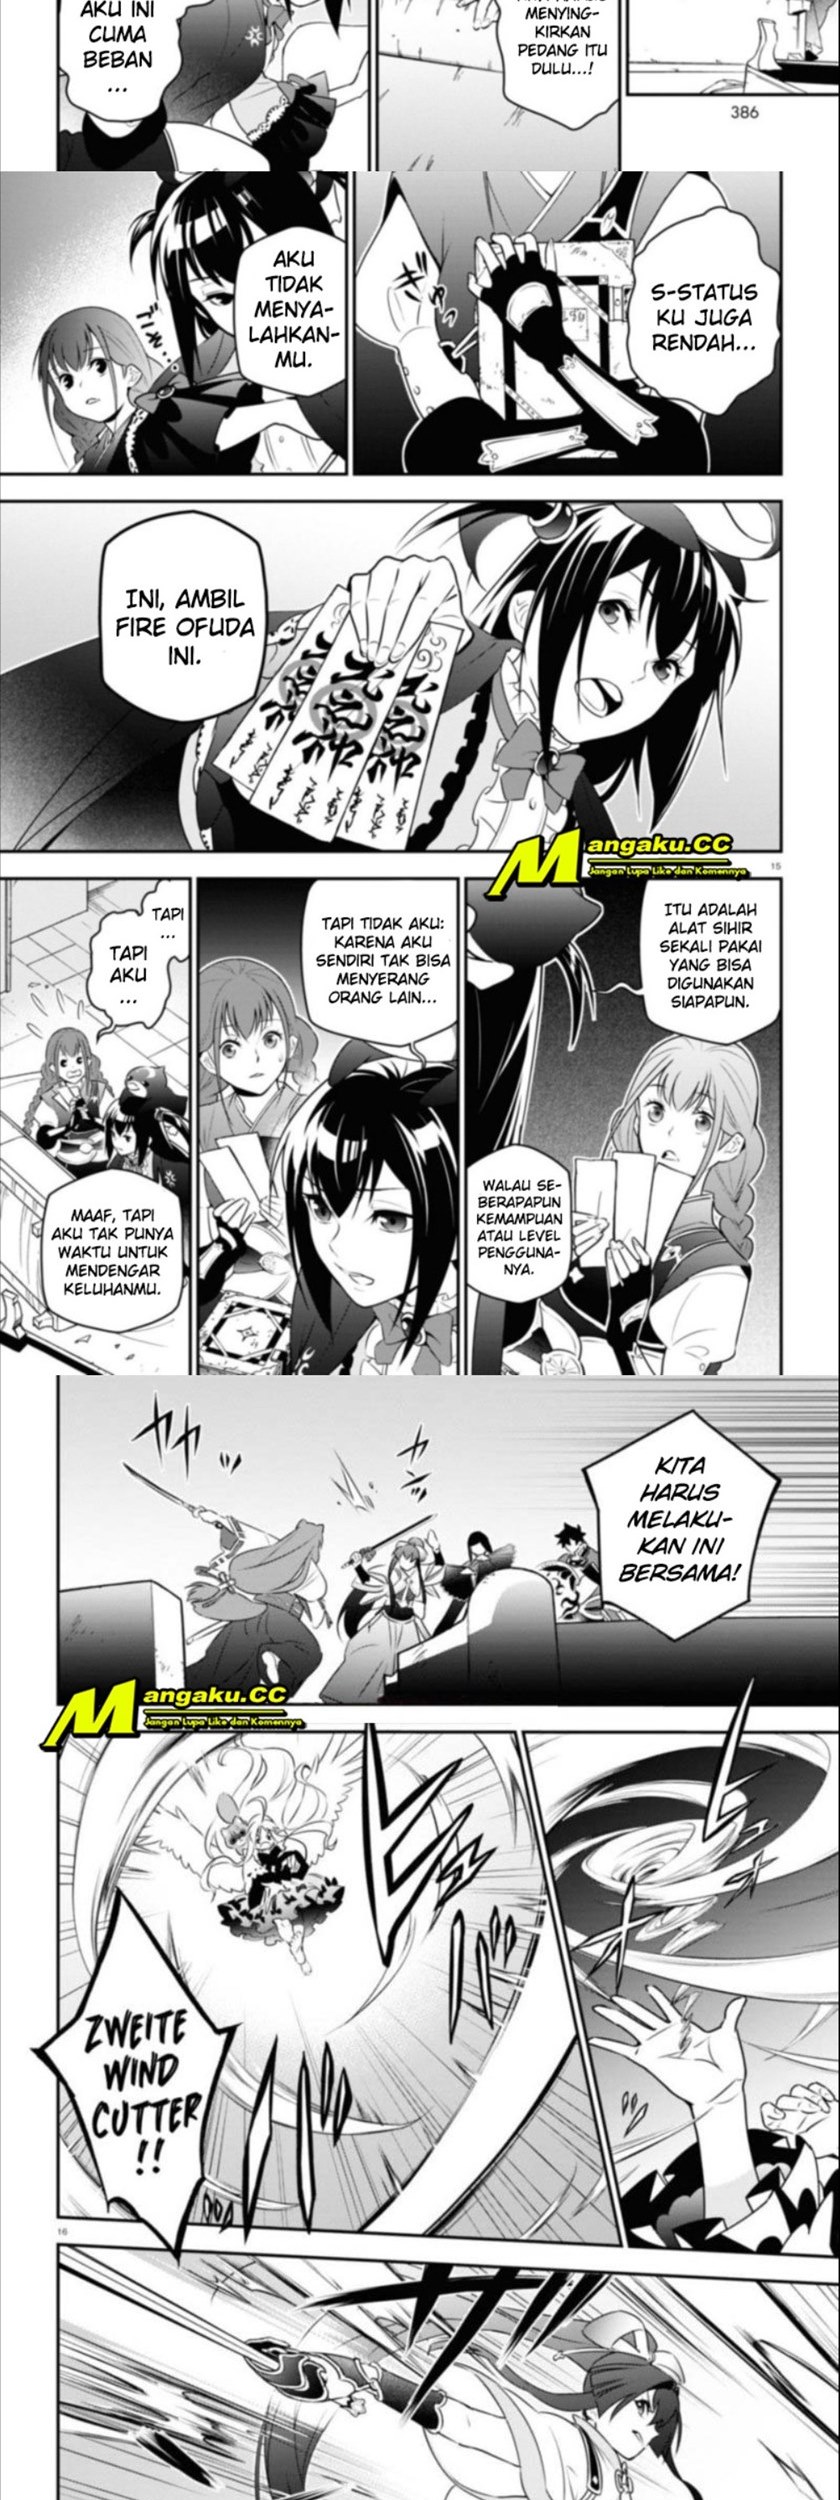 MENYING-
KIRKAN
PEDANG ITU
DULU...!
AKU INI
CUMA
BEBAN
...
386
S-STATUS
KU JUGA
RENDAH...
AKU
TIDAK
MENYA-
LAHKAN-
MU.
INI, AMBIL
FIRE OFUDA
INI.
Mangaku.CC
Jangan Lupa Like dan Komennya
15
ITU ADALAH
ALAT SIHIR
SEKALI PAKAI
YANG BISA
DIGUNAKAN
SIAPAPUN.
WALAU SE-
BERAPAPUN
KEMAMPUAN
ATAU LEVEL
PENGGUNA-
NYA.
TAPI TIDAK AKU:
KARENA AKU
SENDIRI TAK BISA
MENYERANG
ORANG LAIN...
TAPI
...
TAPI
AKU
...
MAAF, TAPI
AKU TAK PUNYA
WAKTU UNTUK
MENDENGAR
KELUHANMU.
KITA
HARUS
MELAKU-
KAN INI
BERSAMA!
Mangaku.CC
Jangan Lupa Like dan Komennya
ZWEITE
WIND
CUTTER
!!
16